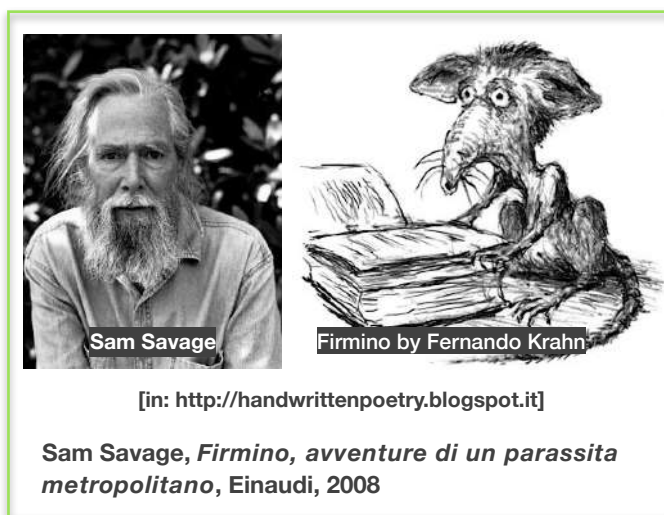 Sam Savage
Firmino by Fernando Krahn
[in: http://handwrittenpoetry.blogspot.it]
Sam Savage, Firmino, avventure di un parassita
metropolitano, Einaudi, 2008